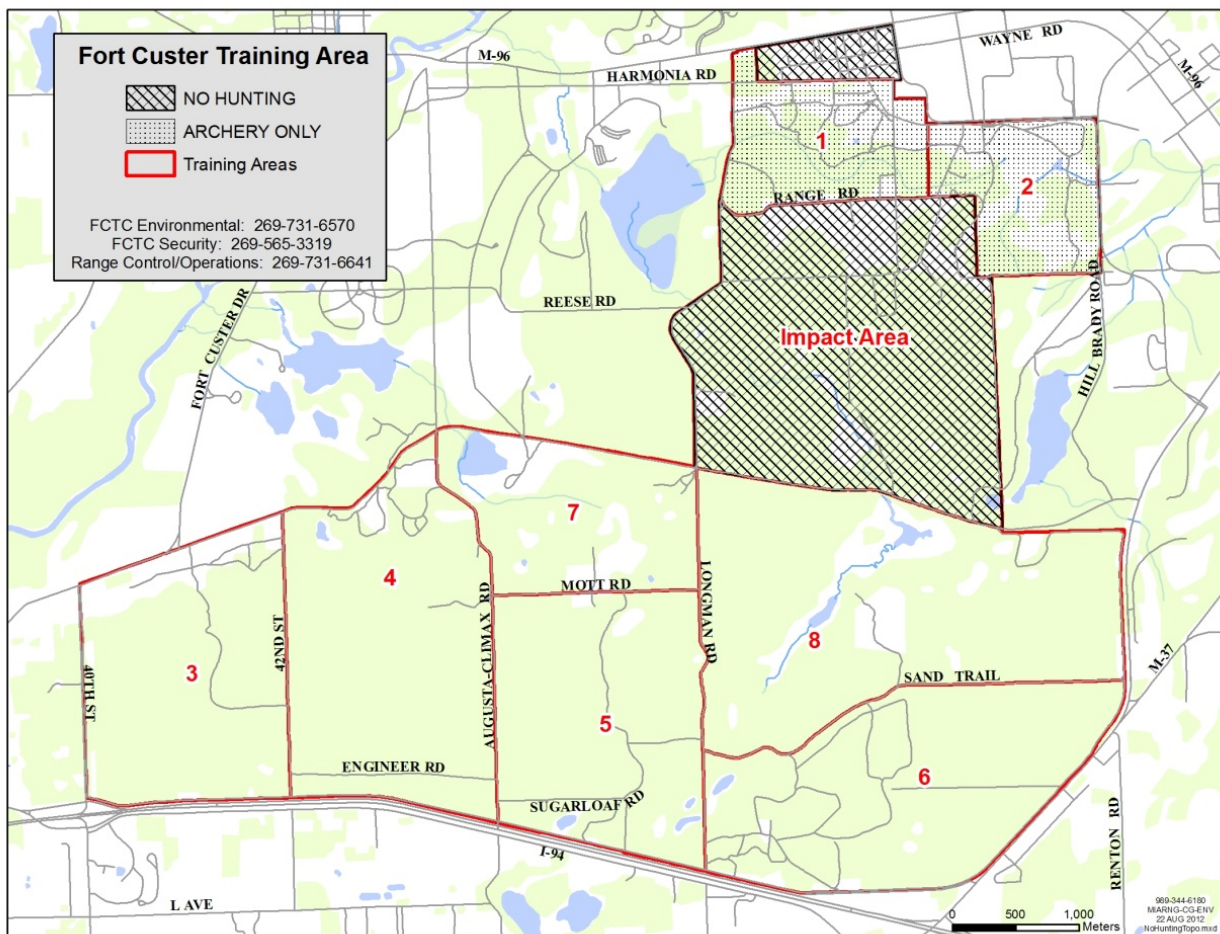 Fort Custer Training Area
NO HUNTING
ARCHERY ONLY
Training Areas
FCTC Environmental: 269-731-6570
FCTC Security: 269-565-3319
Range Control/Operations: 269-731-6641
M-96
HARMONIA RD
WAYNE RD
M-96
1
2
RANGE RD
REESE RD
FORT CUSTER DR
Impact Area
HILL BRADY ROAD
7
4
MOTT RD
LONGMAN RD
AUGUSTA-CLIMAX RD
42ND ST
40TH ST
3
8
M-37
SAND TRAIL
5
6
ENGINEER RD
SUGARLOAF RD
I-94
RENTON RD
L AVE
0 500 1,000
Meters
989-344-6180
MIARNG-CG-ENV
22 AUG 2012
NoHuntingTopo.mxd